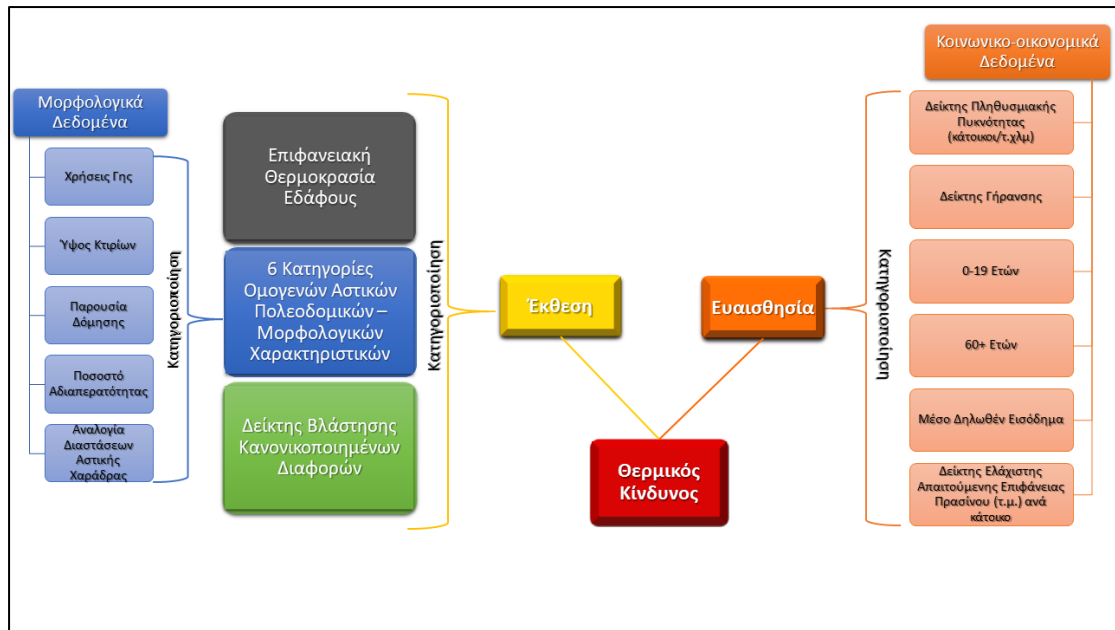 Μορφολογικά
Δεδομένα
Χρήσεις Γης
Ύψος Κτιρίων
Παρουσία
Δόμησης
Ποσοστό
Αδιαπερατότητας
Αναλογία
Διαστάσεων
Αστικής
Χαράδρας
Κατηγοριοποίηση
Επιφανειακή
Θερμοκρασία
Εδάφους
6 Κατηγορίες
Ομογενών Αστικών
Πολεοδομικών –
Μορφολογικών
Χαρακτηριστικών
Δείκτης Βλάστησης
Κανονικοποιημένων
Διαφορών
Κατηγοριοποίηση
Έκθεση
Ευαισθησία
Θερμικός
Κίνδυνος
Κατηγοριοποίηση
Κοινωνικο-οικονομικά
Δεδομένα
Δείκτης Πληθυσμιακής
Πυκνότητας
(κάτοικοι/τ.χλμ)
Δείκτης Γήρανσης
0-19 Ετών
60+ Ετών
Μέσο Δηλωθέν Εισόδημα
Δείκτης Ελάχιστης
Απαιτούμενης Επιφάνειας
Πρασίνου (τ.μ.) ανά
κάτοικο